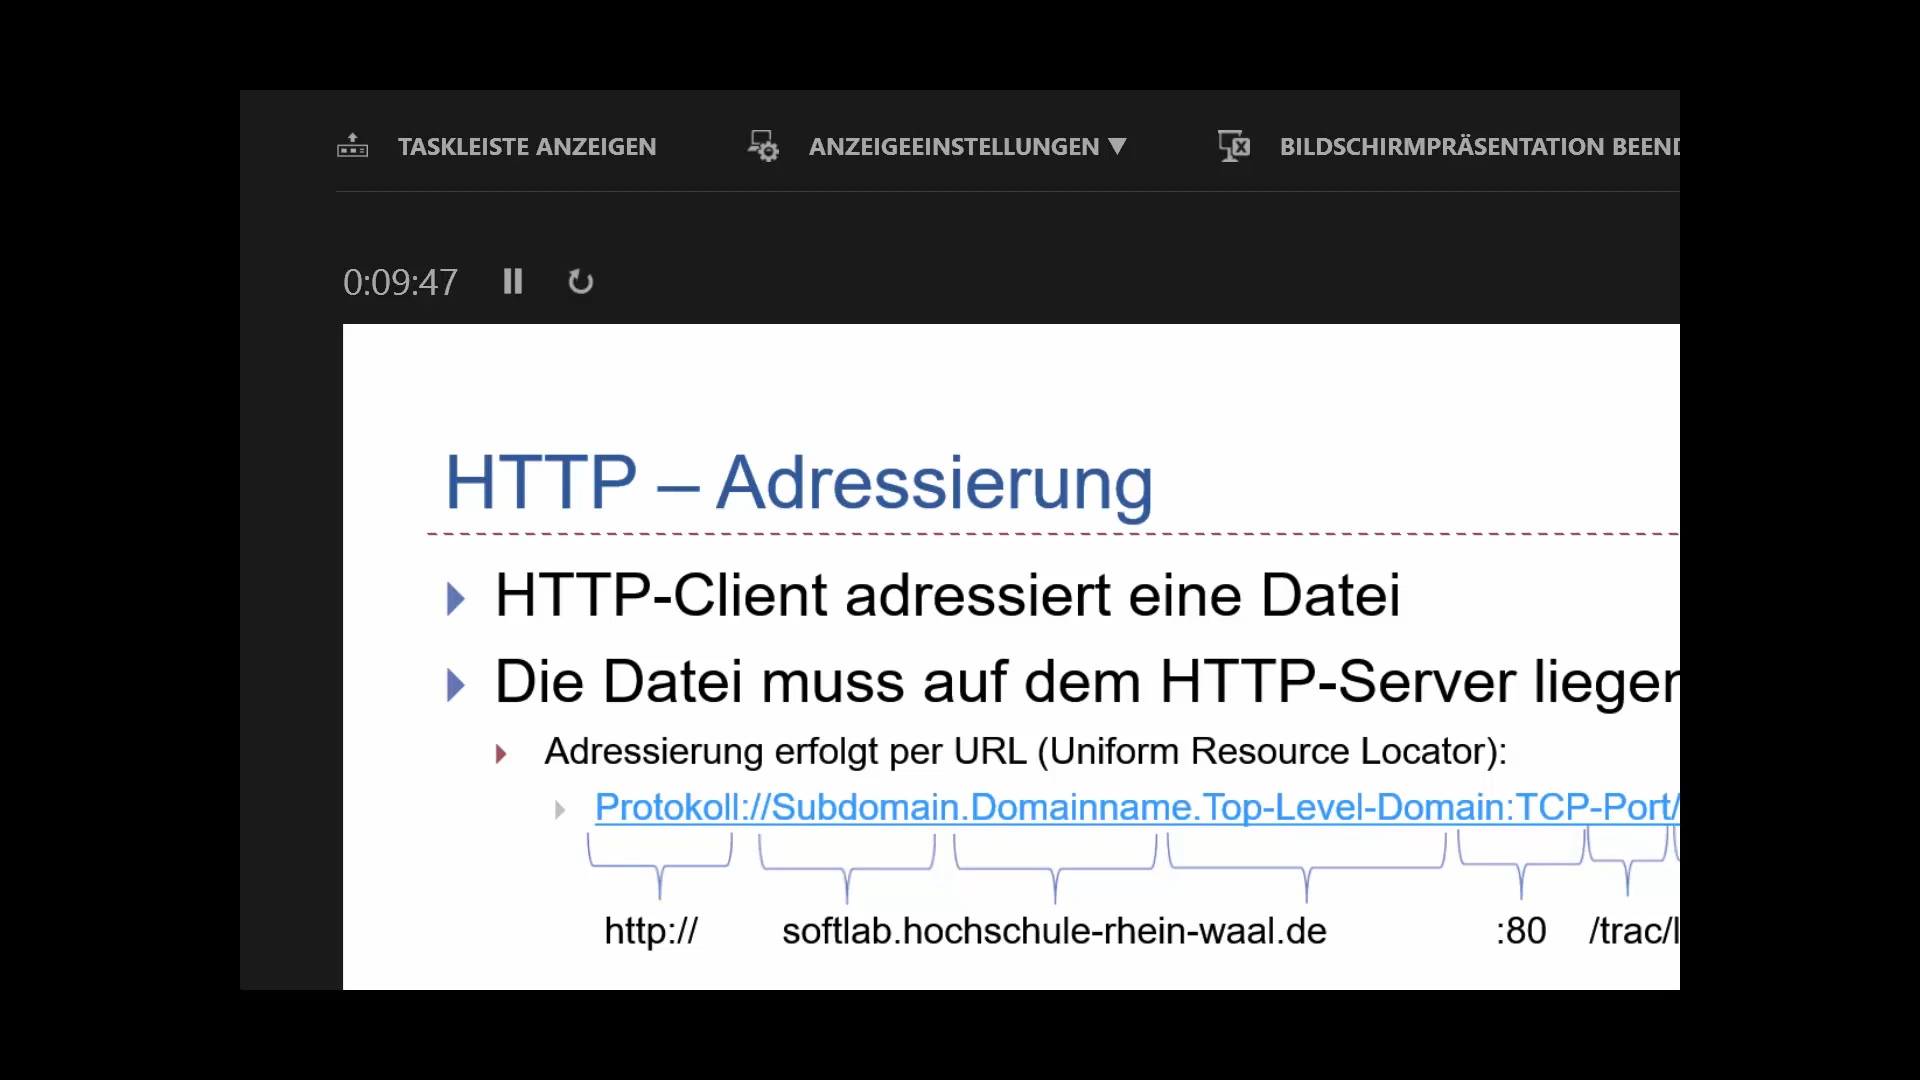 TASKLEISTE ANZEIGEN ANZEIGEEINSTELLUNGEN ▼ BILDSCHIRMPRÄSENTATION BEEND
0:09:47
HTTP – Adressierung
HTTP-Client adressiert eine Datei
Die Datei muss auf dem HTTP-Server liegen
Adressierung erfolgt per URL (Uniform Resource Locator):
Protokoll://Subdomain.Domainname.Top-Level-Domain:TCP-Port/
http:// softlab.hochschule-rhein-waal.de :80 /trac/l